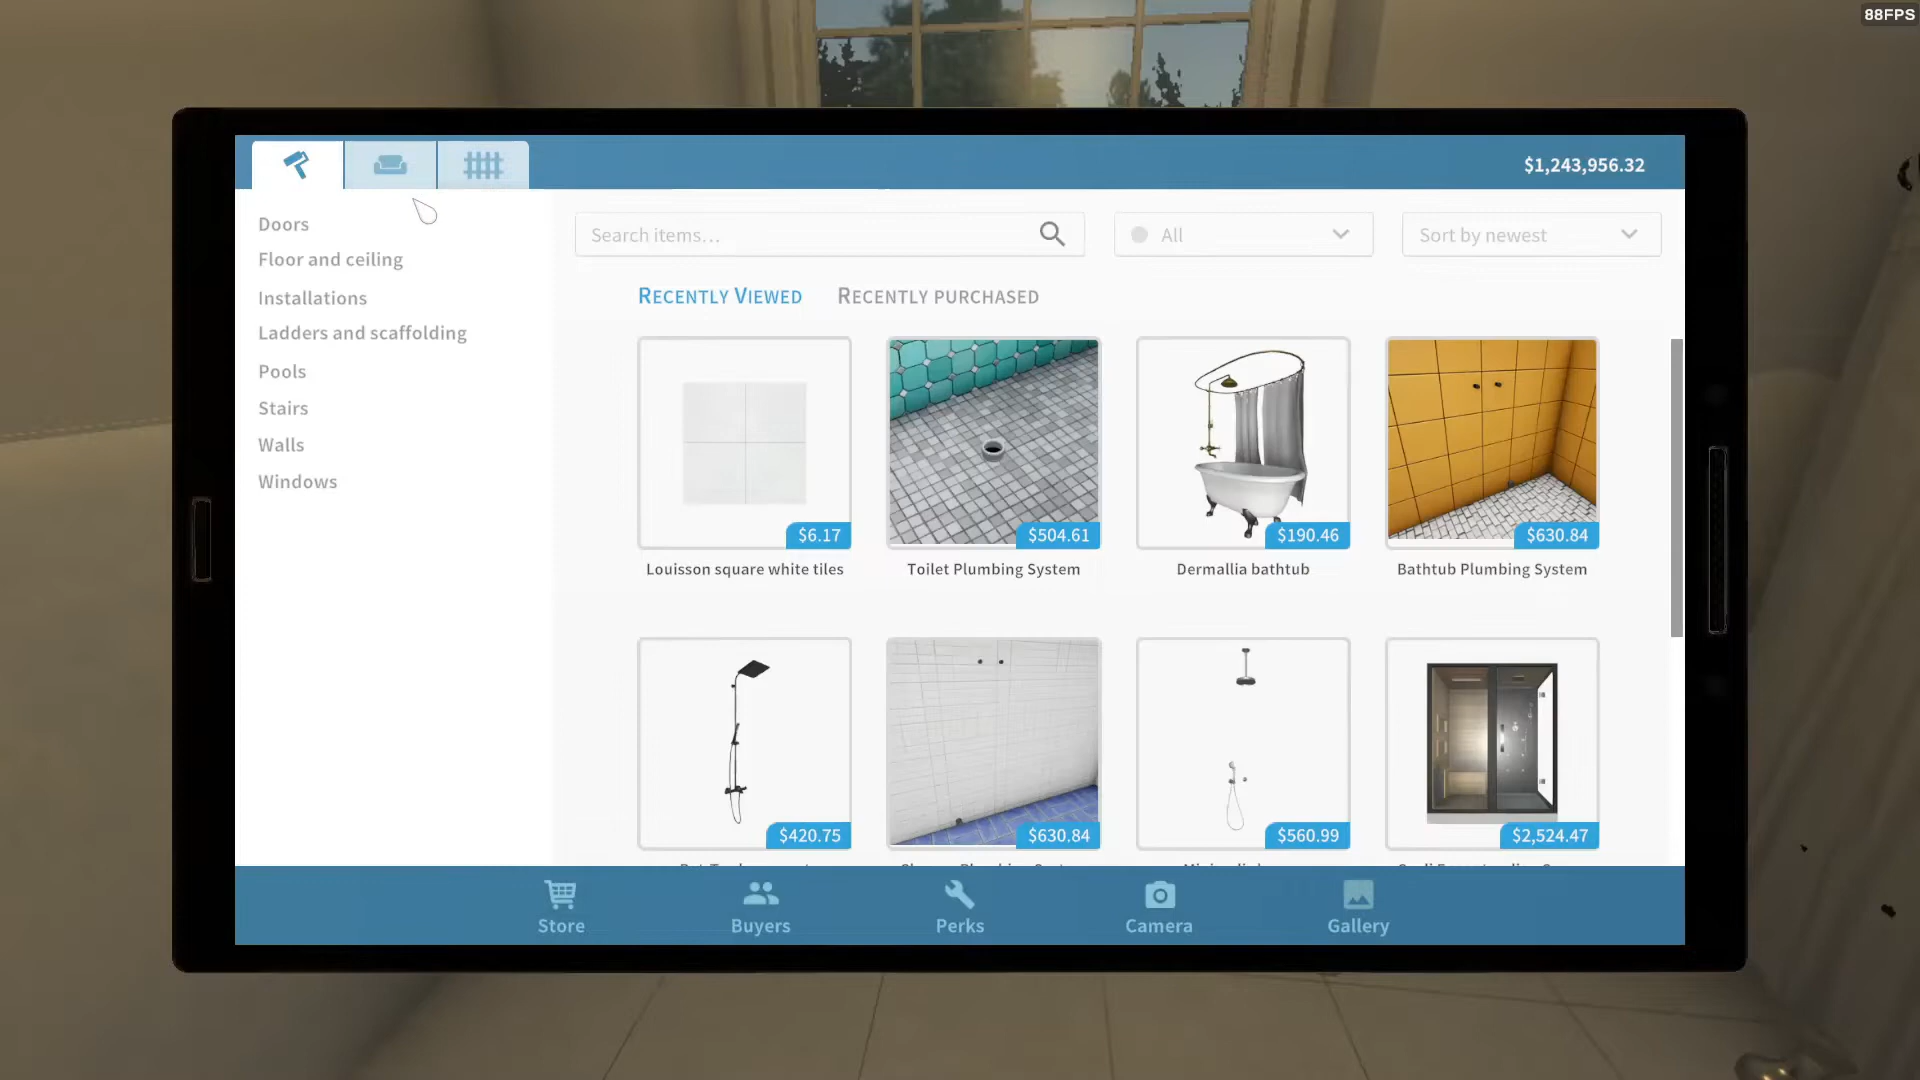 88FPS
$1,243,956.32
Doors
Floor and ceiling
Installations
Ladders and scaffolding
Pools
Stairs
Walls
Windows
Search items...
All
Sort by newest
RECENTLY VIEWED
RECENTLY PURCHASED
$6.17
$504.61
$190.46
$630.84
Louisson square white tiles
Toilet Plumbing System
Dermallia bathtub
Bathtub Plumbing System
$420.75
$630.84
$560.99
$2,524.47
Store
Buyers
Perks
Camera
Gallery